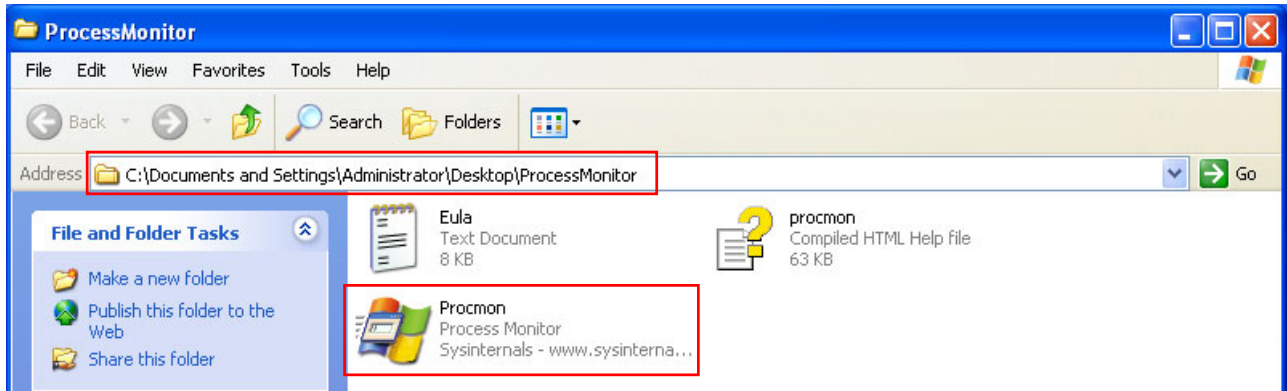 ProcessMonitor
File Edit View Favorites Tools Help
Back Search Folders
Address C:\Documents and Settings\Administrator\Desktop\ProcessMonitor Go
File and Folder Tasks
Make a new folder
Publish this folder to the
Web
Share this folder
Eula
Text Document
8 KB
procmon
Compiled HTML Help file
63 KB
Procmon
Process Monitor
Sysinternals - www.sysinterna...